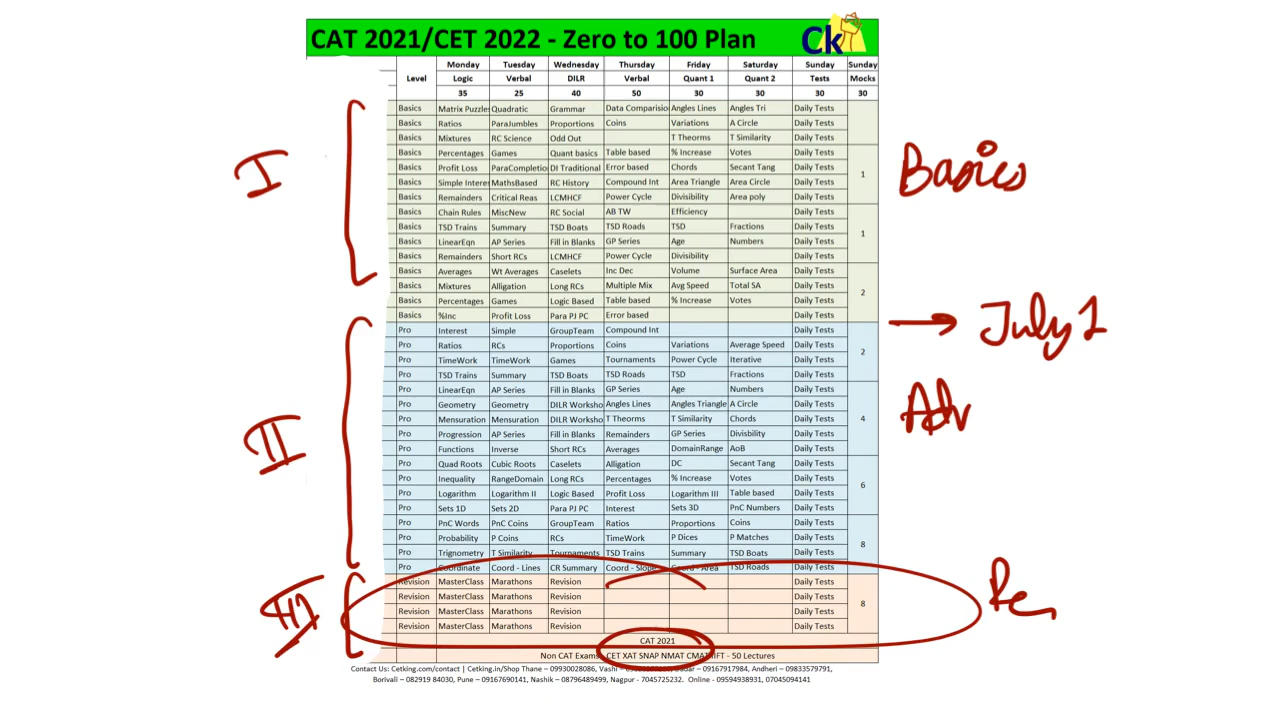 CAT 2021/CET 2022 - Zero to 100 Plan Ck
Monday Tuesday Wednesday Thursday Friday Saturday Sunday Sunday
Level Logic Verbal DILR Verbal Quant 1 Quant 2 Tests Mocks
35 25 40 50 30 30 30 30
Basics Matrix Puzzles Quadratic Grammar Data Comparision Angles Lines Angles Tri Daily Tests
Basics Ratios ParaJumbles Proportions Coins Variations A Circle Daily Tests
Basics Mixtures RC Science Odd Out T Theorms T Similarity Daily Tests
Basics Percentages Games Quant basics Table based % Increase Votes Daily Tests
Basics Profit Loss ParaCompletio DI Traditional Error based Chords Secant Tang Daily Tests 1
Basics Simple Interes MathsBased RC History Compound Int Area Triangle Area Circle Daily Tests
Basics Remainders Critical Reas LCMHCF Power Cycle Divisibility Area poly Daily Tests
Basics Chain Rules MiscNew RC Social AB TW Efficiency Daily Tests
Basics TSD Trains Summary TSD Boats TSD Roads TSD Fractions Daily Tests 1
Basics LinearEqn AP Series Fill in Blanks GP Series Age Numbers Daily Tests
Basics Remainders Short RCs LCMHCF Power Cycle Divisibility Daily Tests
Basics Averages Wt Averages Caselets Inc Dec Volume Surface Area Daily Tests
Basics Mixtures Alligation Long RCs Multiple Mix Avg Speed Total SA Daily Tests 2
Basics Percentages Games Logic Based Table based % Increase Votes Daily Tests
Basics %Inc Profit Loss Para PJ PC Error based Daily Tests
Pro Interest Simple GroupTeam Compound Int Daily Tests
Pro Ratios RCs Proportions Coins Variations Average Speed Daily Tests 2
Pro TimeWork TimeWork Games Tournaments Power Cycle Iterative Daily Tests
Pro TSD Trains Summary TSD Boats TSD Roads TSD Fractions Daily Tests
Pro LinearEqn AP Series Fill in Blanks GP Series Age Numbers Daily Tests
Pro Geometry Geometry DILR Worksho Angles Lines Angles Triangle A Circle Daily Tests
Pro Mensuration Mensuration DILR Worksho T Theorms T Similarity Chords Daily Tests 4
Pro Progression AP Series Fill in Blanks Remainders GP Series Divisbility Daily Tests
Pro Functions Inverse Short RCs Averages DomainRange AoB Daily Tests
Pro Quad Roots Cubic Roots Caselets Alligation DC Secant Tang Daily Tests
Pro Inequality RangeDomain Long RCs Percentages % Increase Votes Daily Tests 6
Pro Logarithm Logarithm II Logic Based Profit Loss Logarithm III Table based Daily Tests
Pro Sets 1D Sets 2D Para PJ PC Interest Sets 3D PnC Numbers Daily Tests
Pro PnC Words PnC Coins GroupTeam Ratios Proportions Coins Daily Tests
Pro Probability P Coins RCs TimeWork P Dices P Matches Daily Tests 8
Pro Trignometry T Similarity Tournaments TSD Trains Summary TSD Boats Daily Tests
Pro Coordinate Coord - Lines CR Summary Coord - Slope Coord - Area TSD Roads Daily Tests
Revision MasterClass Marathons Revision Daily Tests
Revision MasterClass Marathons Revision Daily Tests 8
Revision MasterClass Marathons Revision Daily Tests
Revision MasterClass Marathons Revision Daily Tests
CAT 2021
Non CAT Exams CET XAT SNAP NMAT CMAT IIFT - 50 Lectures
Contact Us: Cetking.com/contact | Cetking.in/Shop Thane – 09930028086, Vashi – Dadar – 09167917984, Andheri – 09833579791,
Borivali – 082919 84030, Pune – 09167690141, Nashik – 08796489499, Nagpur - 7045725232. Online - 09594938931, 07045094141
I
Basics
July 1
II
Adv
III
Rev